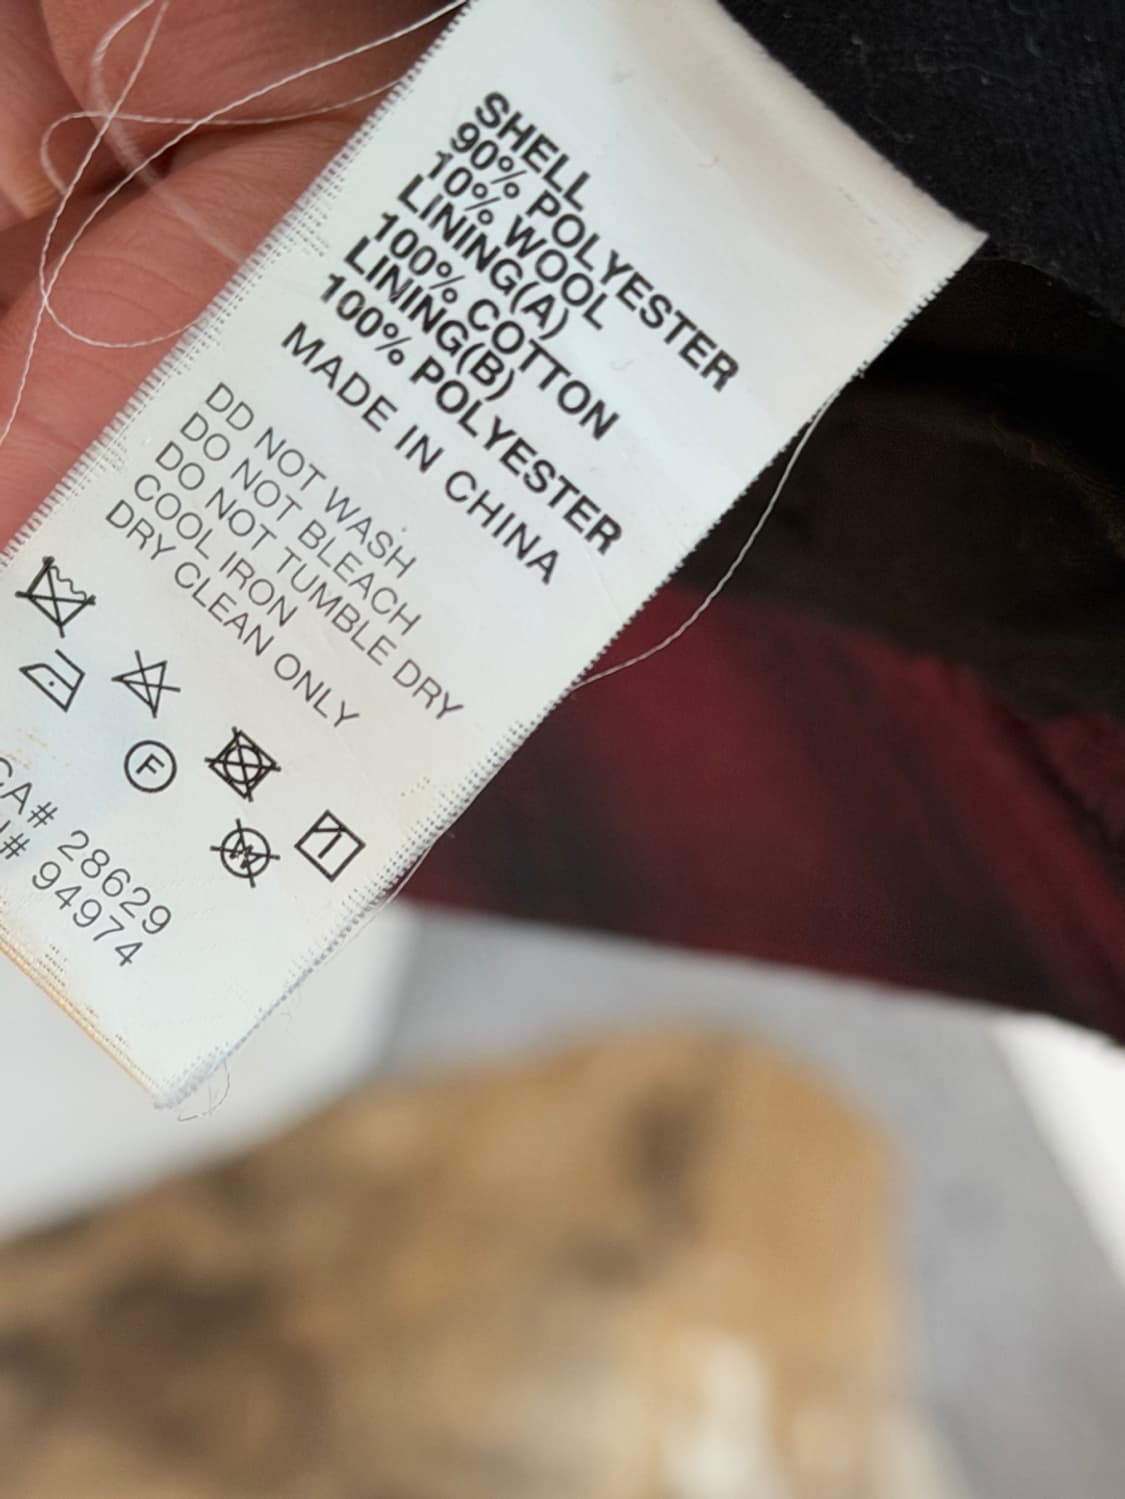 SHELL
90% POLYESTER
10% WOOL
LINING(A)
100% COTTON
LINING(B)
100% POLYESTER
MADE IN CHINA
DD NOT WASH
DO NOT BLEACH
DO NOT TUMBLE DRY
COOL IRON
DRY CLEAN ONLY
F
W
CA# 28629
# 94974